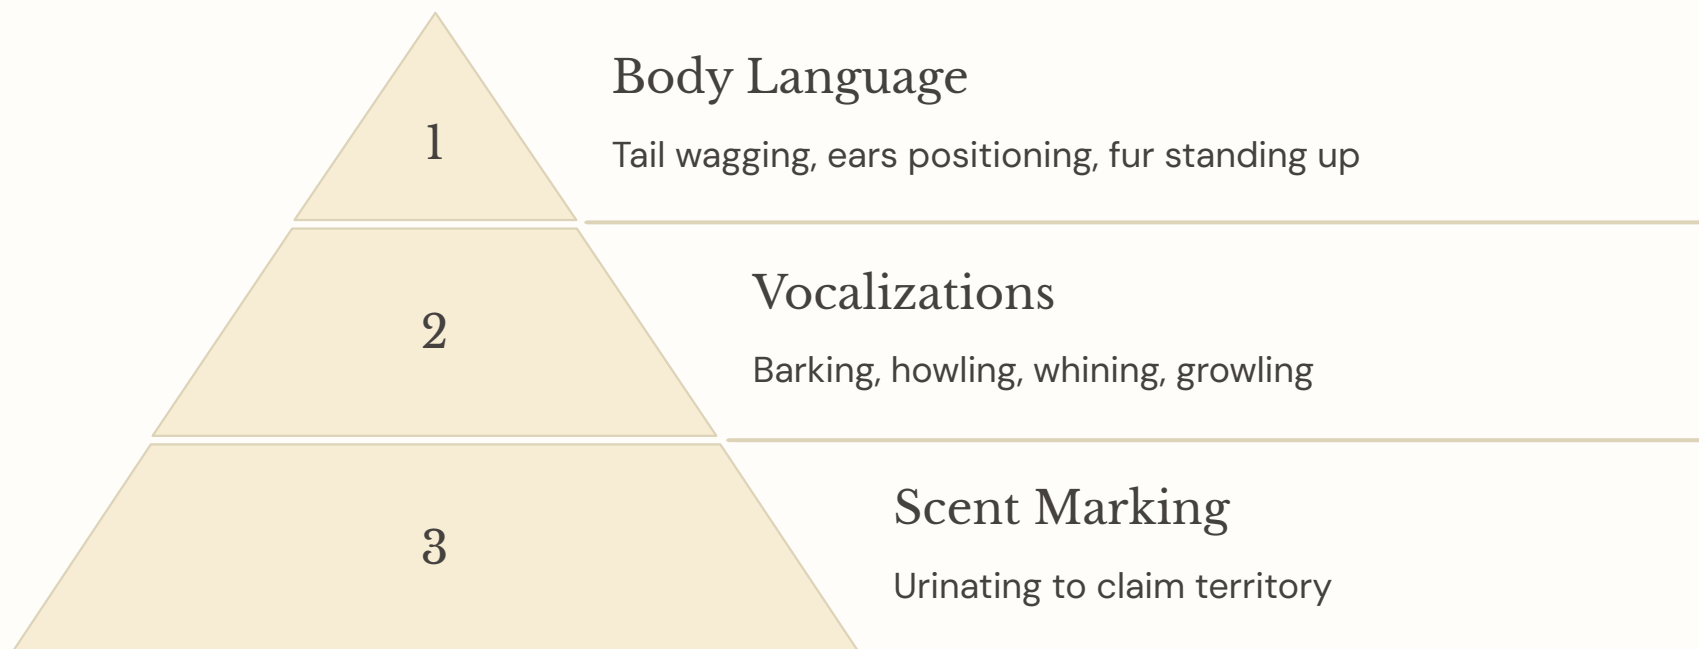 1
Body Language
Tail wagging, ears positioning, fur standing up
2
Vocalizations
Barking, howling, whining, growling
3
Scent Marking
Urinating to claim territory